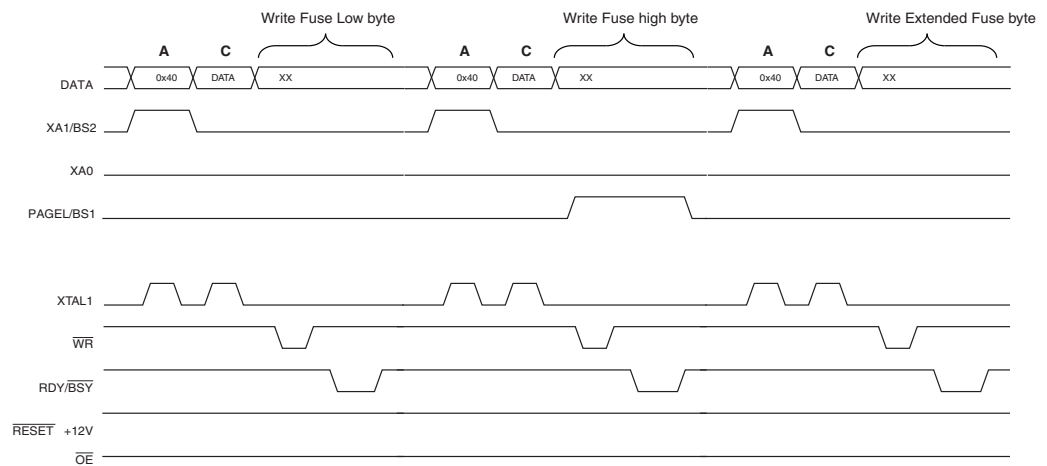 Write Fuse Low byte Write Fuse high byte Write Extended Fuse byte
A C A C A C
DATA 0x40 DATA XX 0x40 DATA XX 0x40 DATA XX
XA1/BS2
XA0
PAGEL/BS1
XTAL1
WR
RDY/BSY
RESET +12V
OE